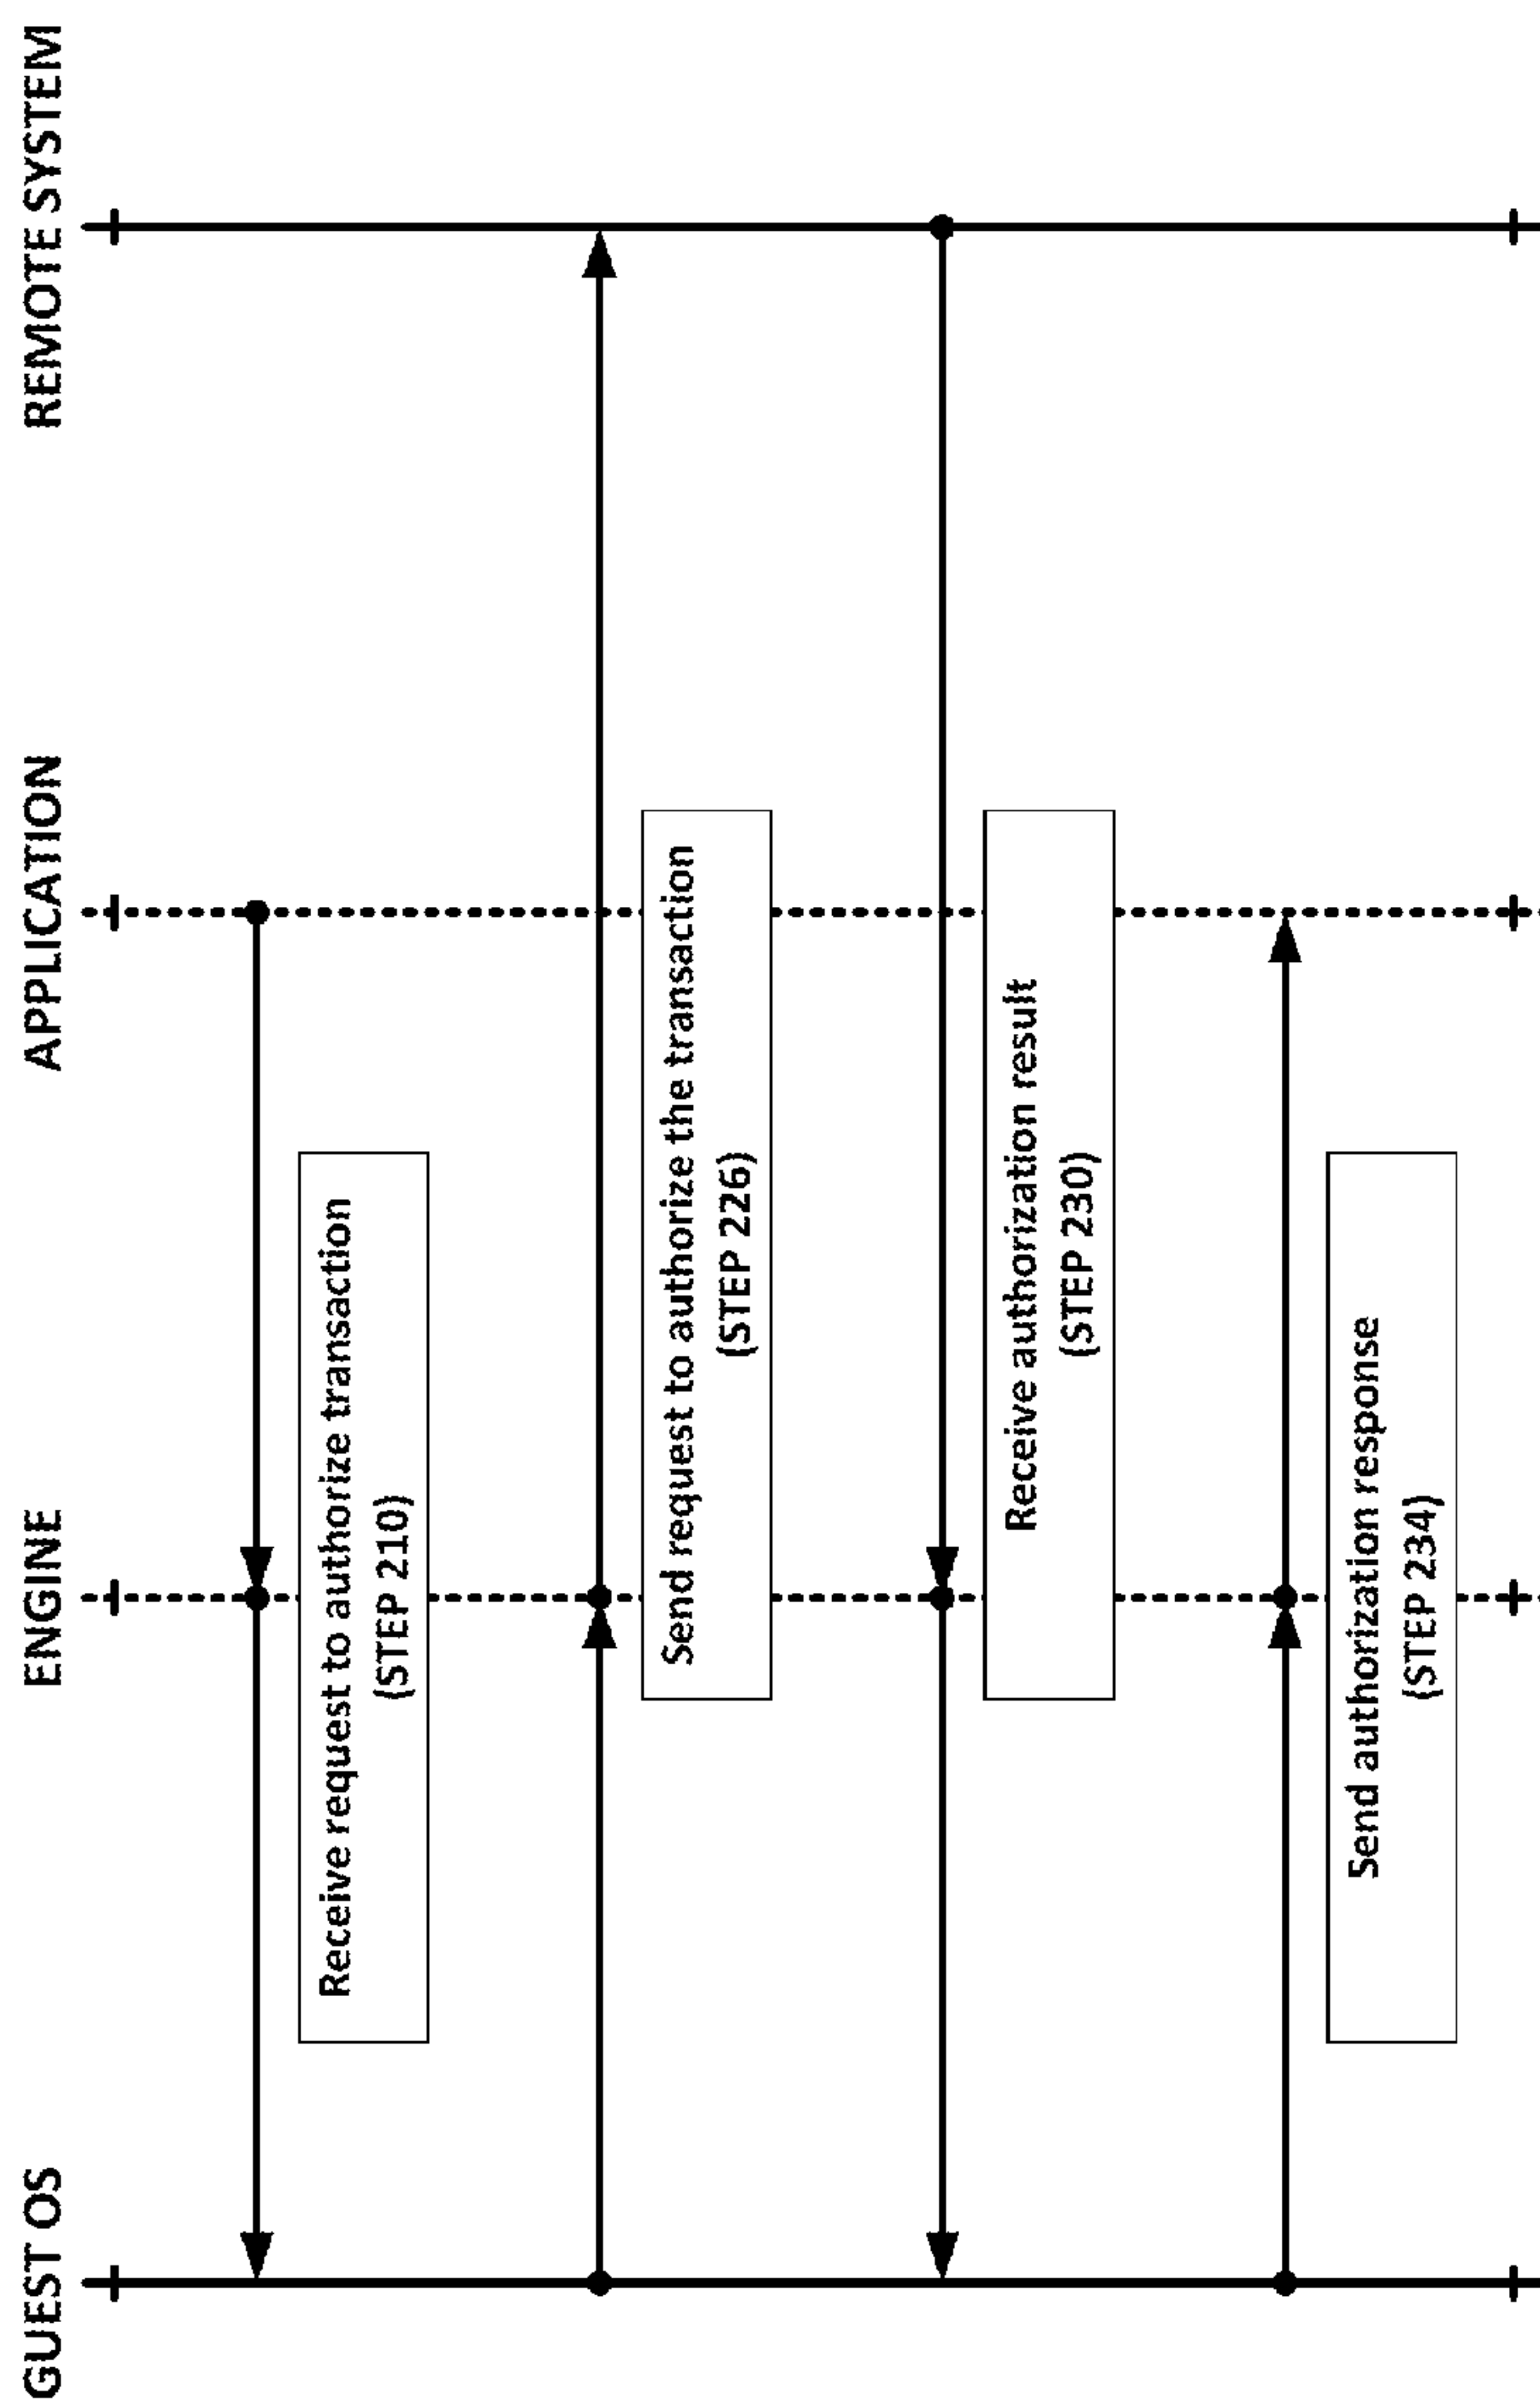 GUEST OS
ENGINE
APPLICATION
REMOTE SYSTEM
Receive request to authorize transaction
(STEP 210)
Send request to authorize the transaction
(STEP 226)
Receive authorization result
(STEP 230)
Send authorization response
(STEP 234)